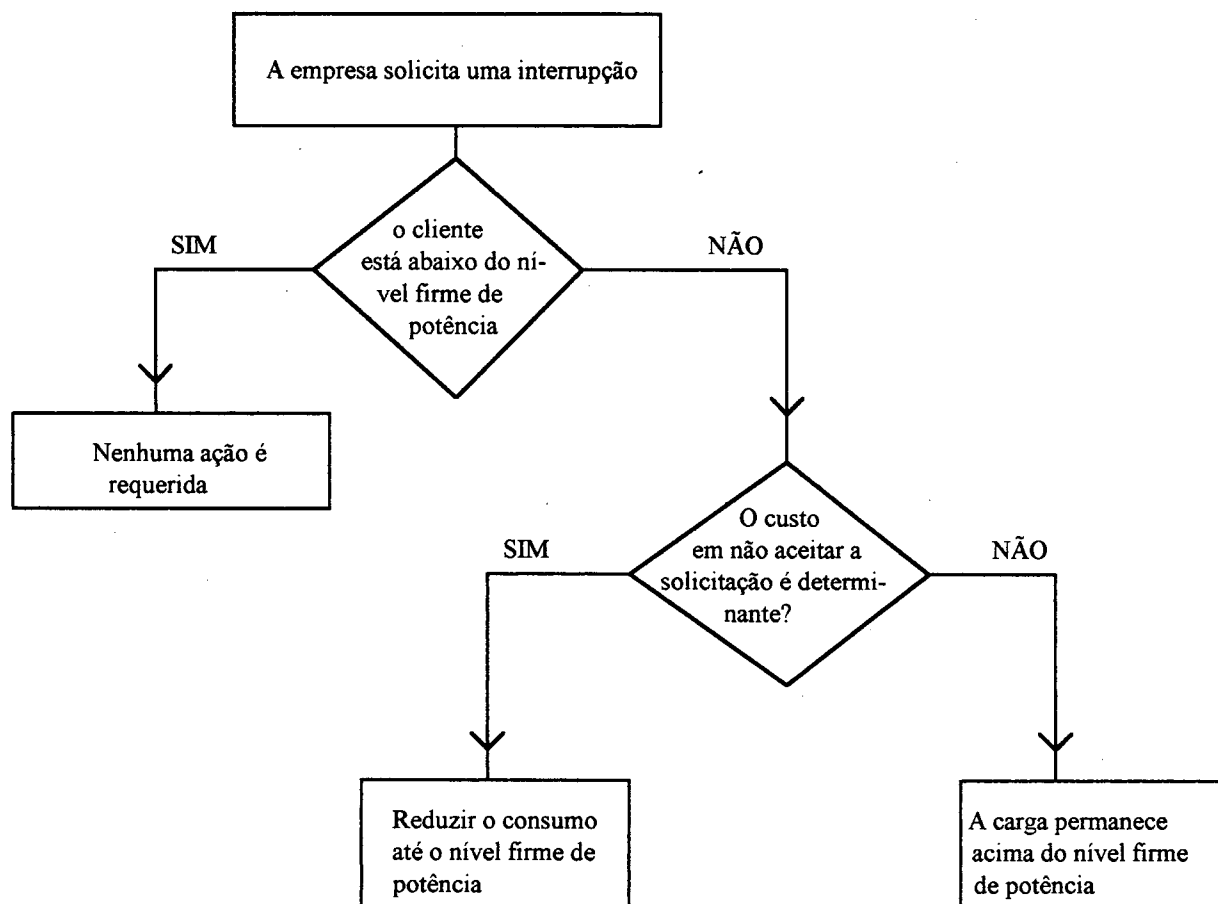 A empresa solicita uma interrupção
o cliente
está abaixo do ní-
vel firme de
potência
SIM
NÃO
Nenhuma ação é
requerida
O custo
em não aceitar a
solicitação é determi-
nante?
SIM
NÃO
Reduzir o consumo
até o nível firme de
potência
A carga permanece
acima do nível firme
de potência